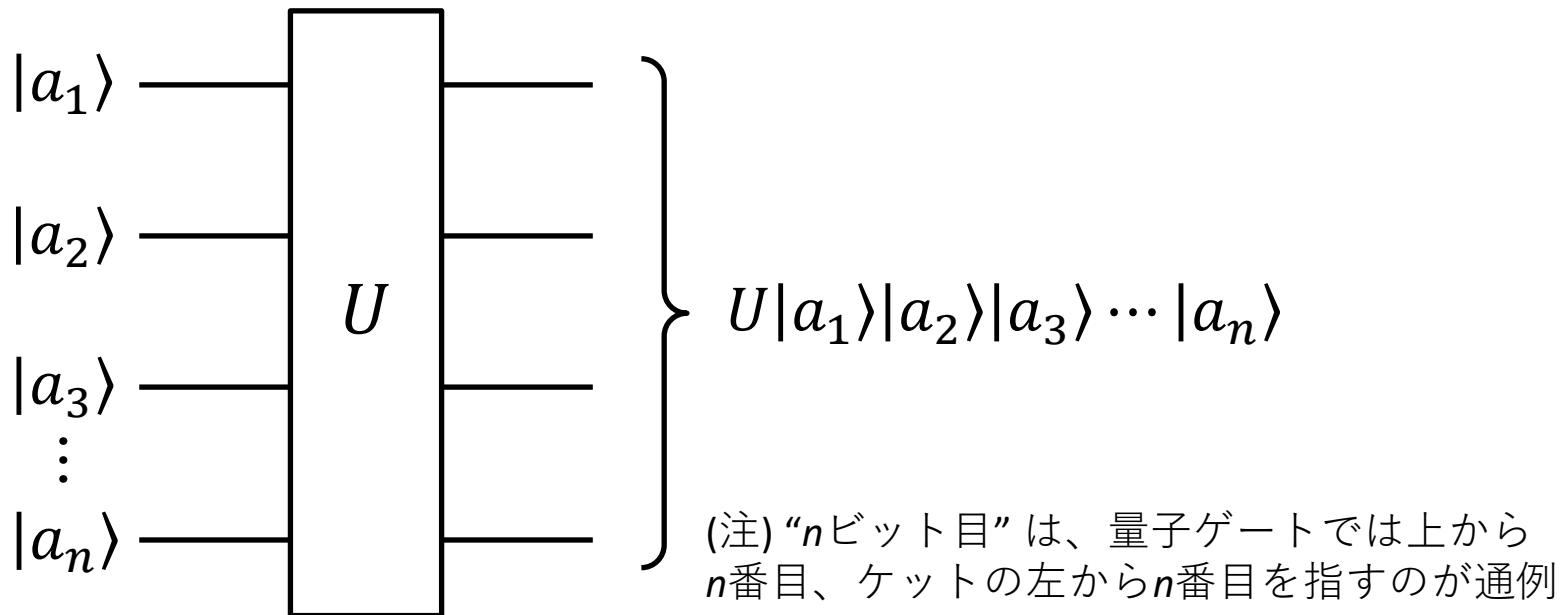 |a₁⟩
|a₂⟩
U
U|a₁⟩|a₂⟩|a₃⟩ ⋯ |aₙ⟩
|a₃⟩
⋮
|aₙ⟩
(注) “nビット目” は、量子ゲートでは上から
n番目、ケットの左からn番目を指すのが通例